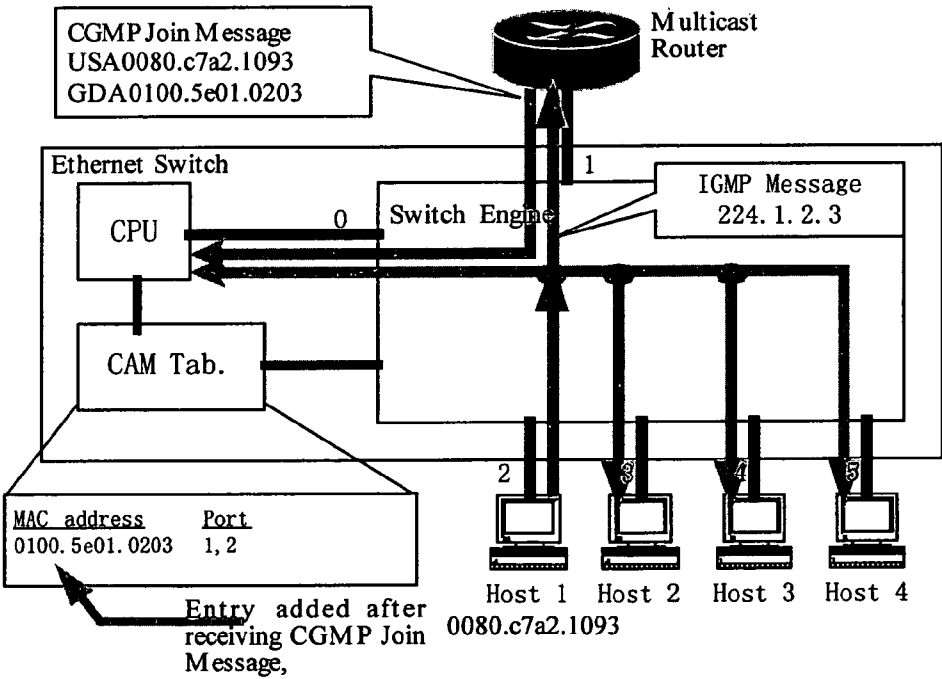 CGMP Join Message
USA0080.c7a2.1093
GDA0100.5e01.0203
Multicast
Router
Ethernet Switch
1
CPU
0
Switch Engine
IGMP Message
224.1.2.3
CAM Tab.
2
3
4
5
MAC address Port
0100.5e01.0203 1,2
Host 1 Host 2 Host 3 Host 4
0080.c7a2.1093
Entry added after
receiving CGMP Join
Message,